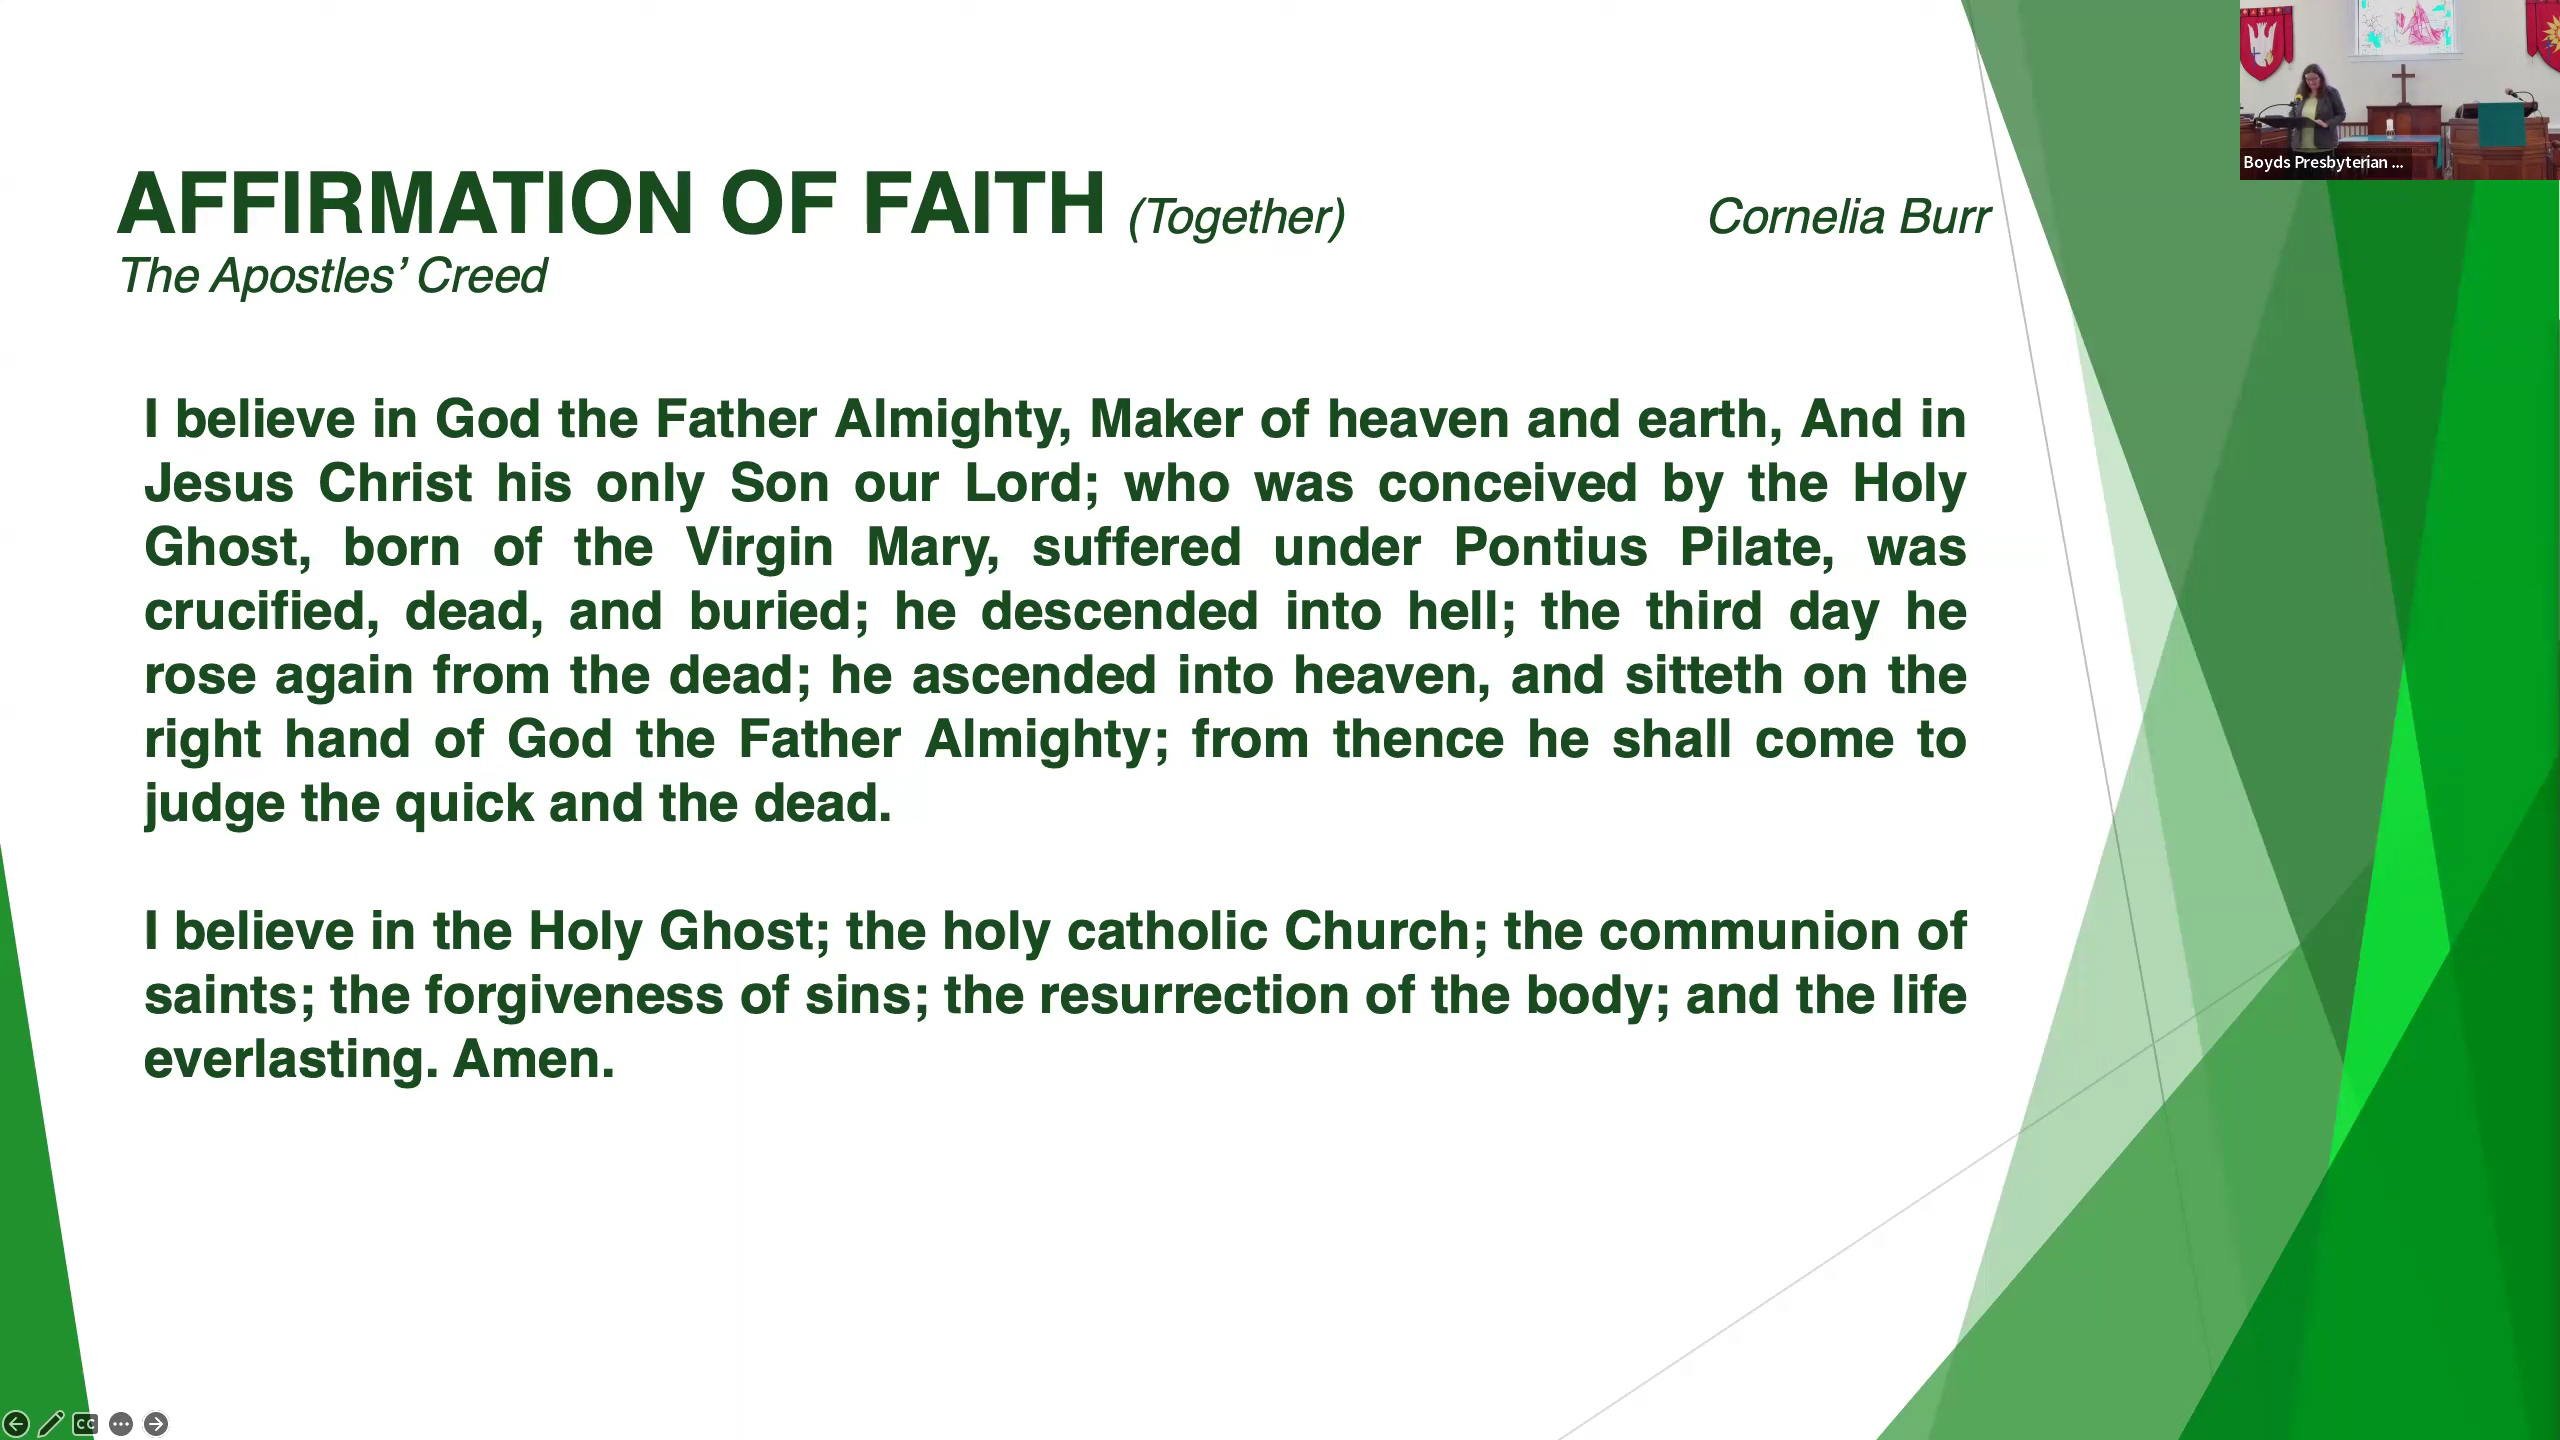 Boyds Presbyterian ...
AFFIRMATION OF FAITH (Together) Cornelia Burr
The Apostles’ Creed
I believe in God the Father Almighty, Maker of heaven and earth, And in
Jesus Christ his only Son our Lord; who was conceived by the Holy
Ghost, born of the Virgin Mary, suffered under Pontius Pilate, was
crucified, dead, and buried; he descended into hell; the third day he
rose again from the dead; he ascended into heaven, and sitteth on the
right hand of God the Father Almighty; from thence he shall come to
judge the quick and the dead.
I believe in the Holy Ghost; the holy catholic Church; the communion of
saints; the forgiveness of sins; the resurrection of the body; and the life
everlasting. Amen.
CC